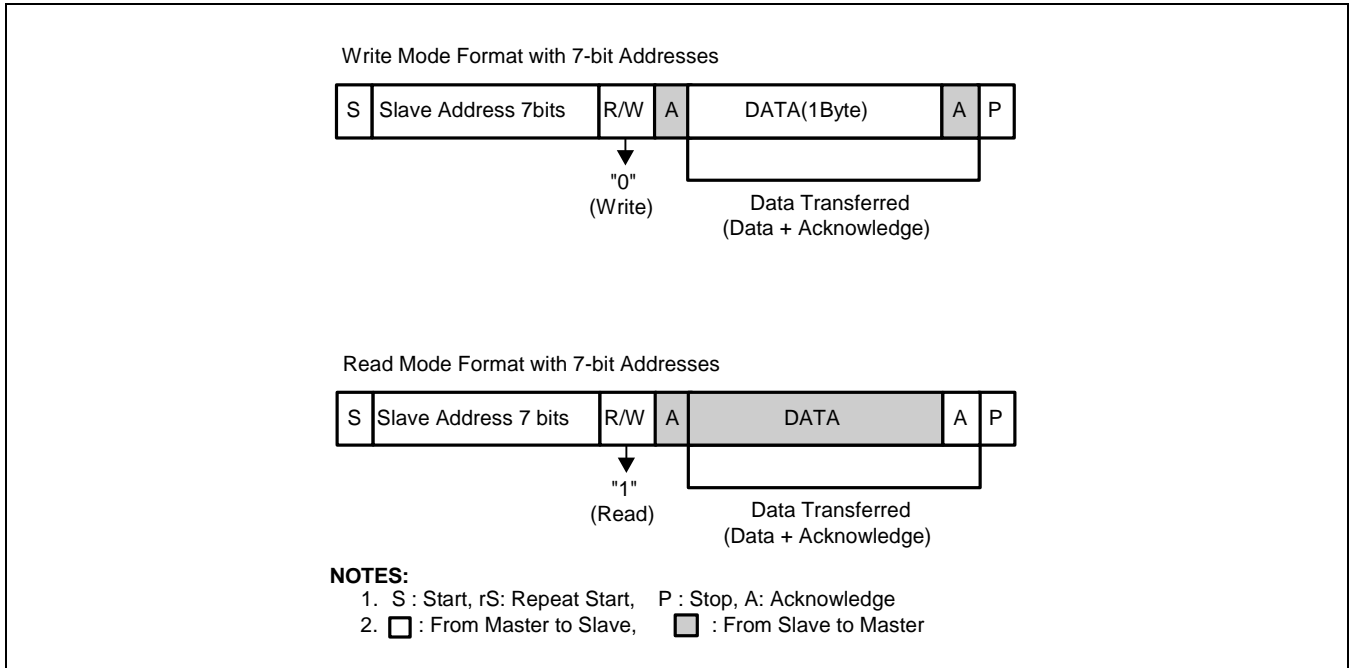 Write Mode Format with 7-bit Addresses
S Slave Address 7bits R/W A DATA(1Byte) A P
"0"
(Write)
Data Transferred
(Data + Acknowledge)
Read Mode Format with 7-bit Addresses
S Slave Address 7 bits R/W A DATA A P
"1"
(Read)
Data Transferred
(Data + Acknowledge)
NOTES:
1. S : Start, rS: Repeat Start, P : Stop, A: Acknowledge
2. : From Master to Slave, : From Slave to Master